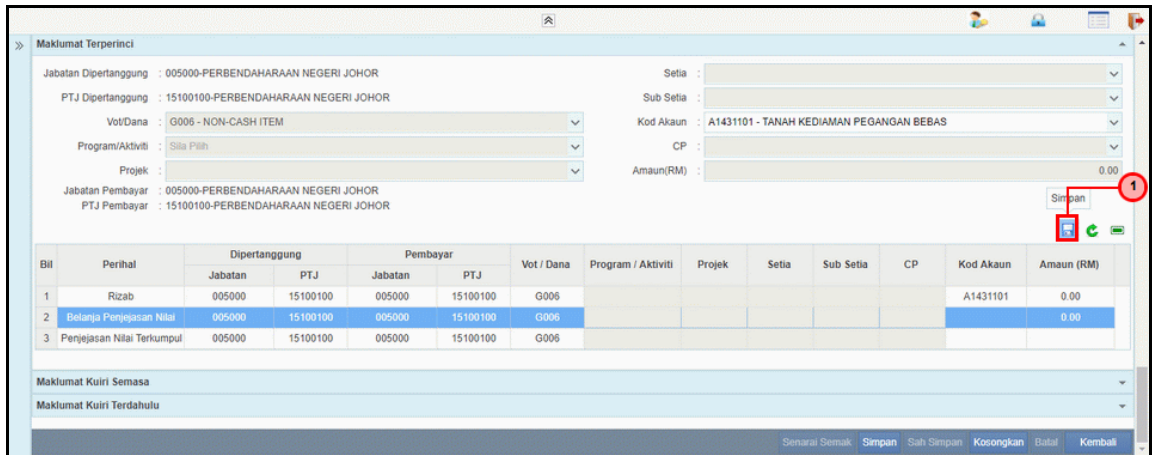 Maklumat Terperinci
Jabatan Dipertanggung : 005000-PERBENDAHARAAN NEGERI JOHOR Setia :
PTJ Dipertanggung : 15100100-PERBENDAHARAAN NEGERI JOHOR Sub Setia :
Vot/Dana : G006 - NON-CASH ITEM Kod Akaun : A1431101 - TANAH KEDIAMAN PEGANGAN BEBAS
Program/Aktiviti : Sila Pilih CP :
Projek : Amaun(RM) : 0.00
Jabatan Pembayar : 005000-PERBENDAHARAAN NEGERI JOHOR
PTJ Pembayar : 15100100-PERBENDAHARAAN NEGERI JOHOR
1
Simpan
Bil Perihal Dipertanggung Pembayar Vot / Dana Program / Aktiviti Projek Setia Sub Setia CP Kod Akaun Amaun (RM)
Jabatan PTJ Jabatan PTJ
1 Rizab 005000 15100100 005000 15100100 G006 A1431101 0.00
2 Belanja Penjejasan Nilai 005000 15100100 005000 15100100 G006 0.00
3 Penjejasan Nilai Terkumpul 005000 15100100 005000 15100100 G006
Maklumat Kuiri Semasa
Maklumat Kuiri Terdahulu
Senarai Semak Simpan Sah Simpan Kosongkan Batal Kembali